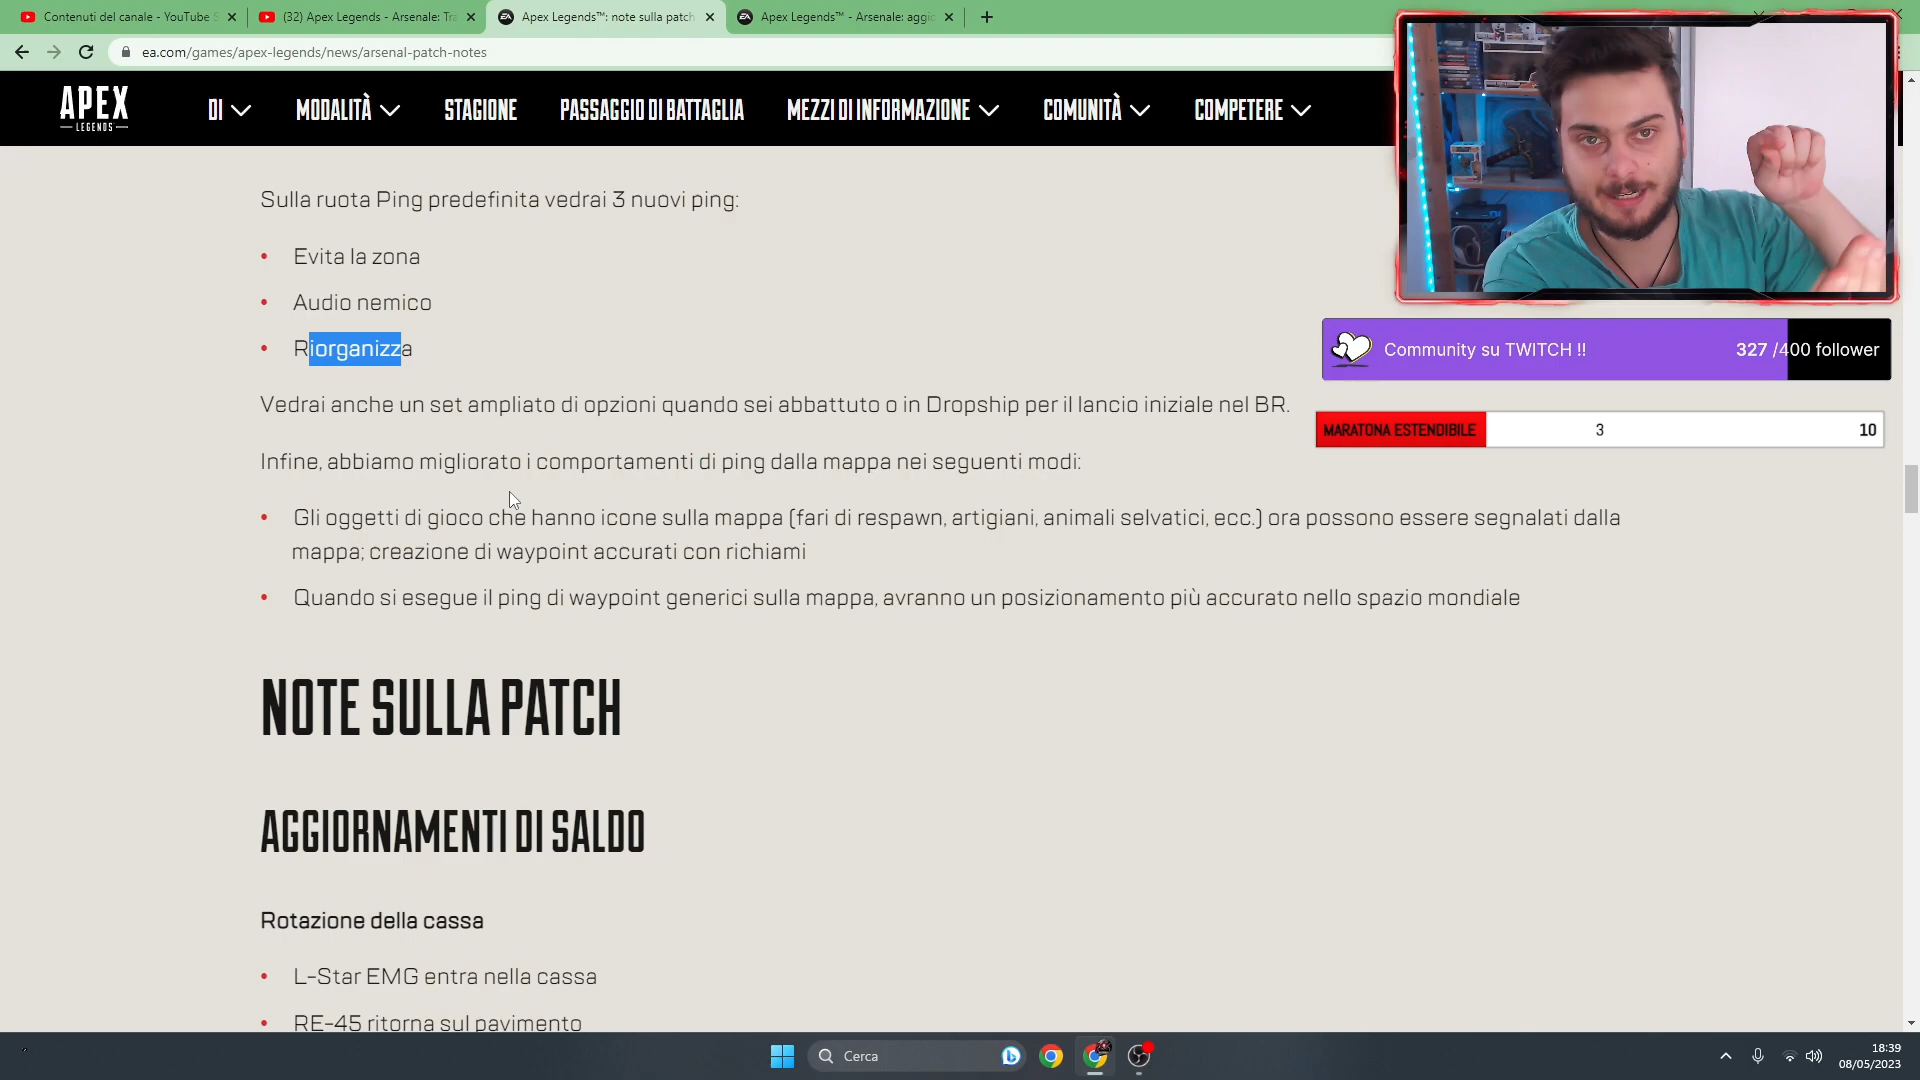 Contenuti del canale - YouTube S
(32) Apex Legends - Arsenale: Tra
Apex Legends™: note sulla patch
Apex Legends™ - Arsenale: aggio
ea.com/games/apex-legends/news/arsenal-patch-notes
APEX
LEGENDS
DI
MODALITÀ
STAGIONE
PASSAGGIO DI BATTAGLIA
MEZZI DI INFORMAZIONE
COMUNITÀ
COMPETERE
Sulla ruota Ping predefinita vedrai 3 nuovi ping:
• Evita la zona
• Audio nemico
• Riorganizza
Community su TWITCH !!
327 /400 follower
Vedrai anche un set ampliato di opzioni quando sei abbattuto o in Dropship per il lancio iniziale nel BR.
MARATONA ESTENDIBILE
3
10
Infine, abbiamo migliorato i comportamenti di ping dalla mappa nei seguenti modi:
• Gli oggetti di gioco che hanno icone sulla mappa (fari di respawn, artigiani, animali selvatici, ecc.) ora possono essere segnalati dalla
mappa; creazione di waypoint accurati con richiami
• Quando si esegue il ping di waypoint generici sulla mappa, avranno un posizionamento più accurato nello spazio mondiale
NOTE SULLA PATCH
AGGIORNAMENTI DI SALDO
Rotazione della cassa
• L-Star EMG entra nella cassa
• RE-45 ritorna sul pavimento
Cerca
18:39
08/05/2023